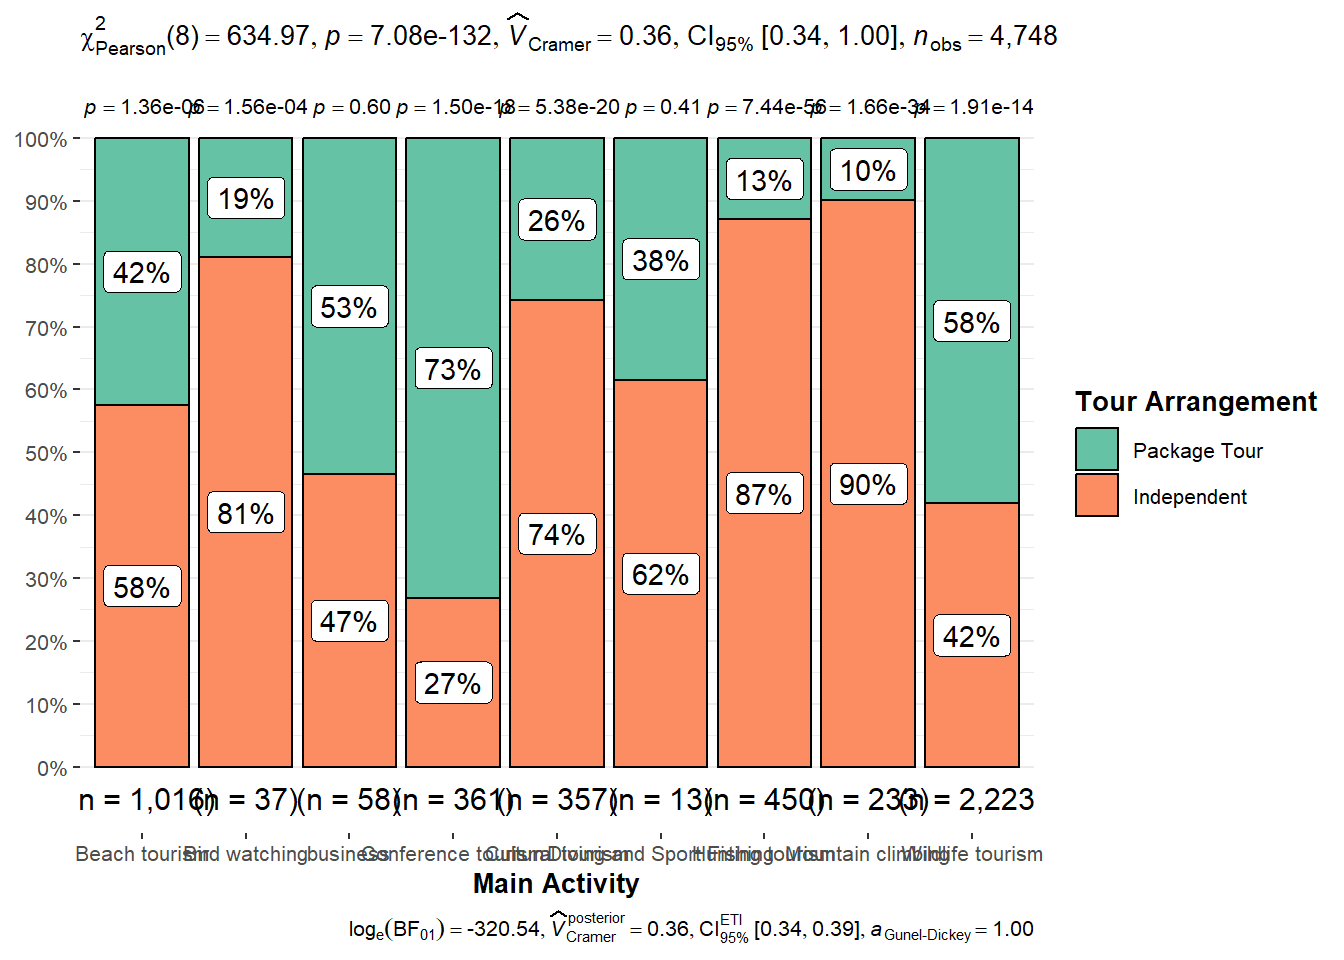 χ²Pearson(8) = 634.97, p = 7.08e-132, V̂Cramer = 0.36, CI95% [0.34, 1.00], nobs = 4,748
p = 1.36e-06 p = 1.56e-04 p = 0.60 p = 1.50e-18 p = 5.38e-20 p = 0.41 p = 7.44e-56 p = 1.66e-34 p = 1.91e-14
100%
90%
80%
70%
60%
50%
40%
30%
20%
10%
0%
42% 19% 53% 73% 26% 38% 13% 10% 58%
58% 81% 47% 27% 74% 62% 87% 90% 42%
Tour Arrangement
Package Tour
Independent
n = 1,016) (n = 37) (n = 58) (n = 361) (n = 357) (n = 13) (n = 450) (n = 233) (n = 2,223
Beach tourism Bird watching business Conference tourism Cultural tourism Diving and Sport Fishing Hunting tourism Mountain climbing Wildlife tourism
Main Activity
loge(BF01) = -320.54, V̂Cramer posterior = 0.36, CI95% ETI [0.34, 0.39], aGunel-Dickey = 1.00